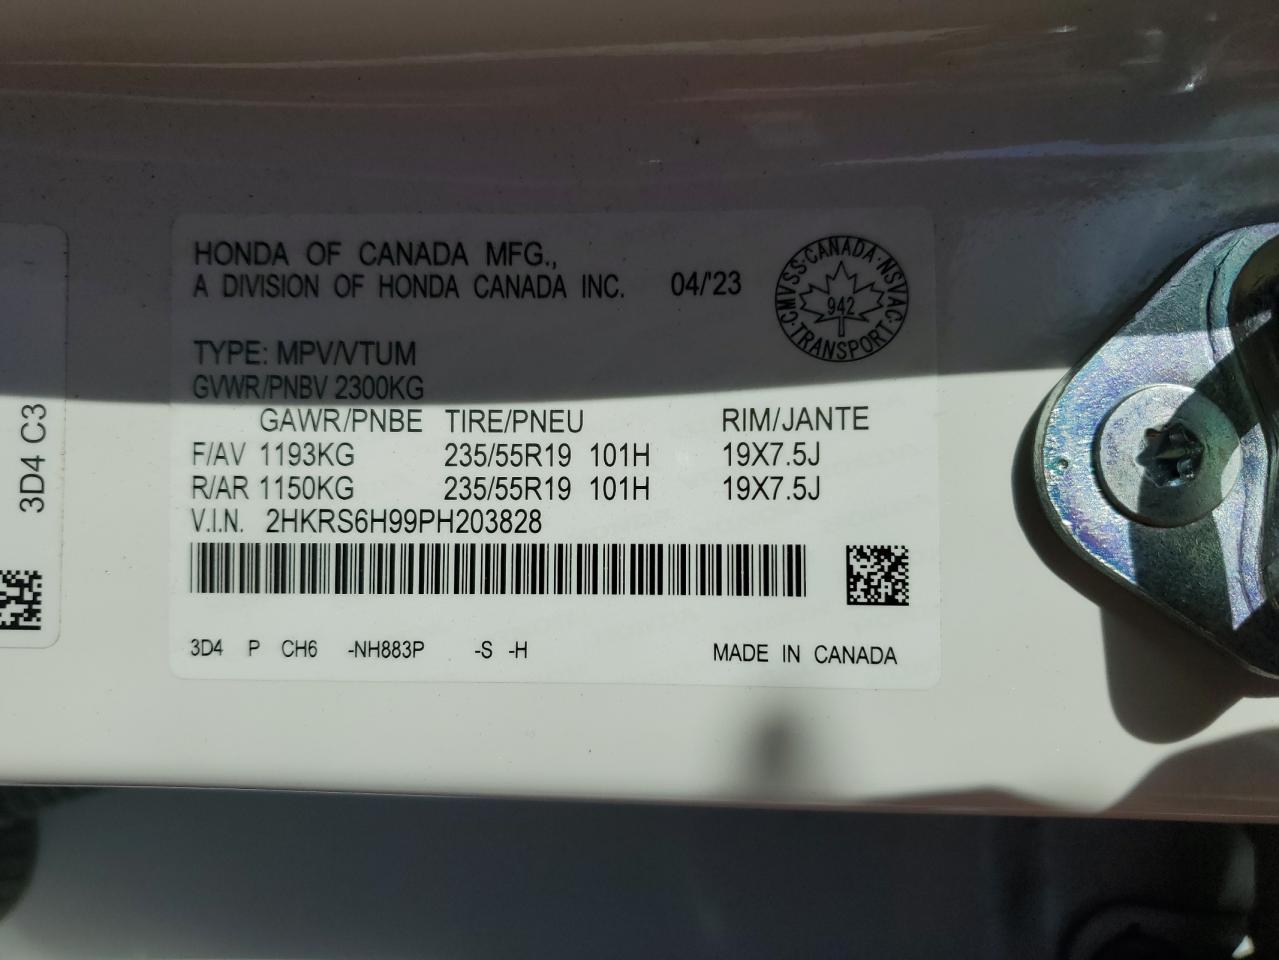 HONDA OF CANADA MFG.,
A DIVISION OF HONDA CANADA INC. 04/'23
CMVSS·CANADA·NSVAC·TRANSPORT·
942
TYPE: MPV/VTUM
GVWR/PNBV 2300KG
GAWR/PNBE TIRE/PNEU RIM/JANTE
F/AV 1193KG 235/55R19 101H 19X7.5J
R/AR 1150KG 235/55R19 101H 19X7.5J
V.I.N. 2HKRS6H99PH203828
3D4 P CH6 -NH883P -S -H MADE IN CANADA
3D4 C3